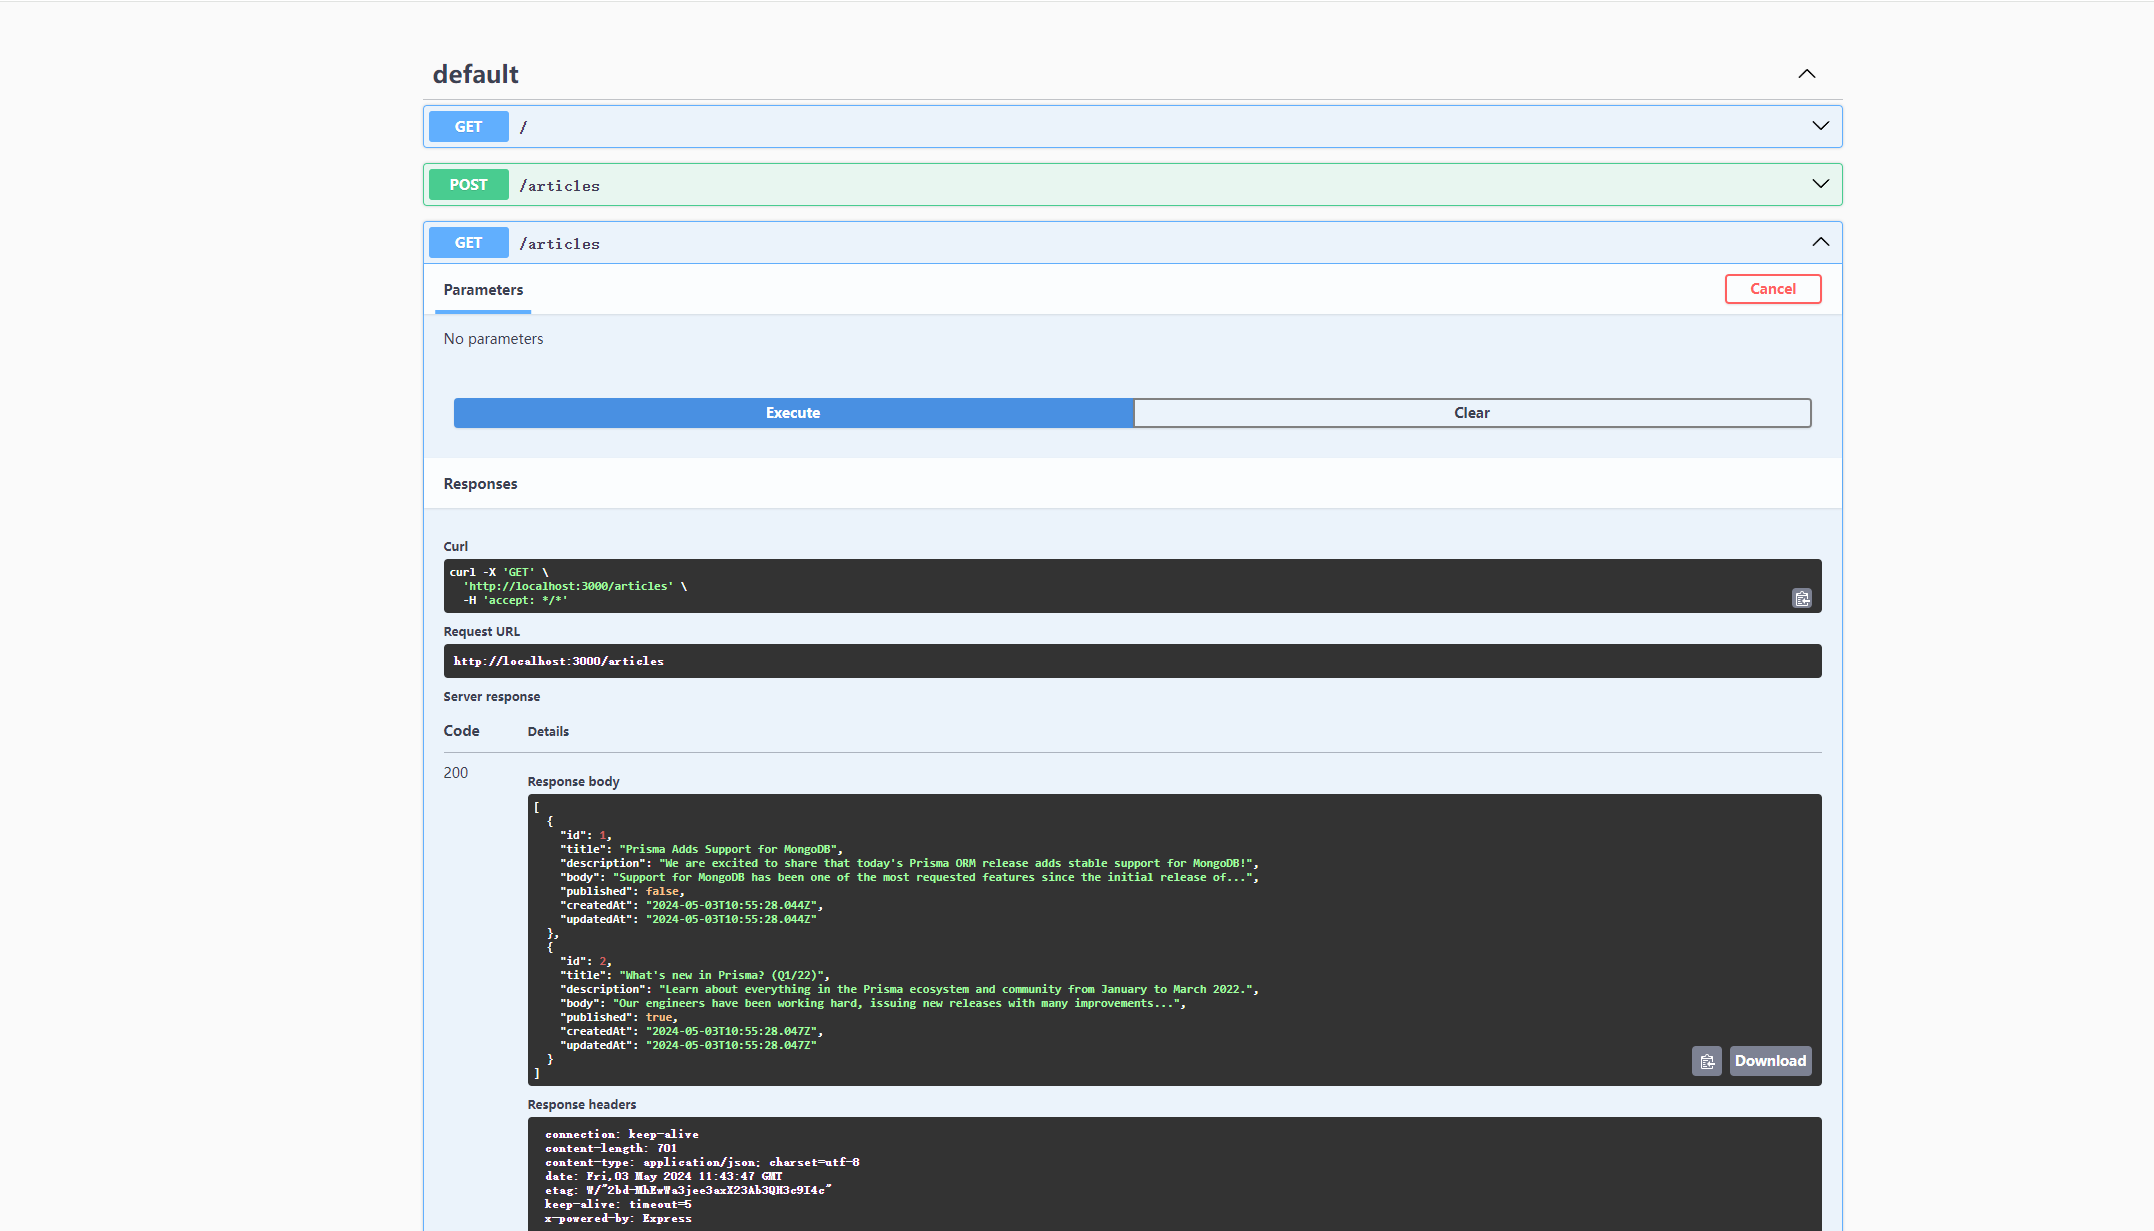 default
GET /
POST /articles
GET /articles
Parameters Cancel
No parameters
Execute Clear
Responses
Curl
curl -X 'GET' \
'http://localhost:3000/articles' \
-H 'accept: */*'
Request URL
http://localhost:3000/articles
Server response
Code Details
200
Response body
[
{
"id": 1,
"title": "Prisma Adds Support for MongoDB",
"description": "We are excited to share that today's Prisma ORM release adds stable support for MongoDB!",
"body": "Support for MongoDB has been one of the most requested features since the initial release of...",
"published": false,
"createdAt": "2024-05-03T10:55:28.044Z",
"updatedAt": "2024-05-03T10:55:28.044Z"
},
{
"id": 2,
"title": "What's new in Prisma? (Q1/22)",
"description": "Learn about everything in the Prisma ecosystem and community from January to March 2022.",
"body": "Our engineers have been working hard, issuing new releases with many improvements...",
"published": true,
"createdAt": "2024-05-03T10:55:28.047Z",
"updatedAt": "2024-05-03T10:55:28.047Z"
}
]
Download
Response headers
connection: keep-alive
content-length: 701
content-type: application/json; charset=utf-8
date: Fri,03 May 2024 11:43:47 GMT
etag: W/"2bd-MhEwWa3jee3axX23Ab3QH3c9I4c"
keep-alive: timeout=5
x-powered-by: Express